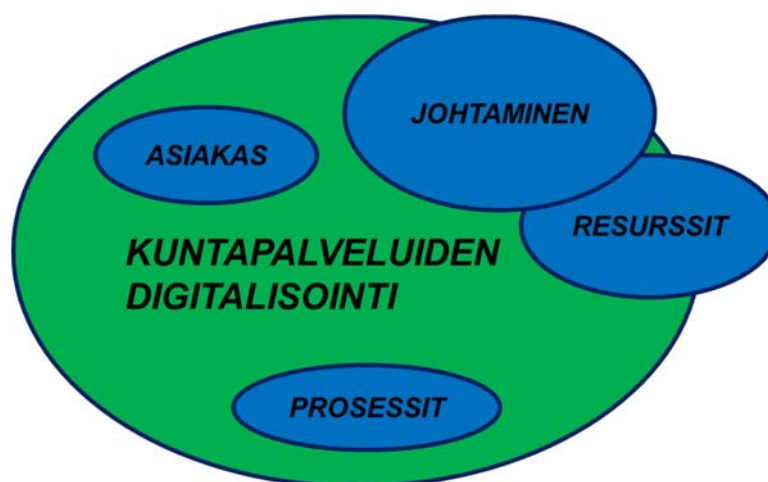 JOHTAMINEN
ASIAKAS
RESURSSIT
KUNTAPALVELUIDEN
DIGITALISOINTI
PROSESSIT